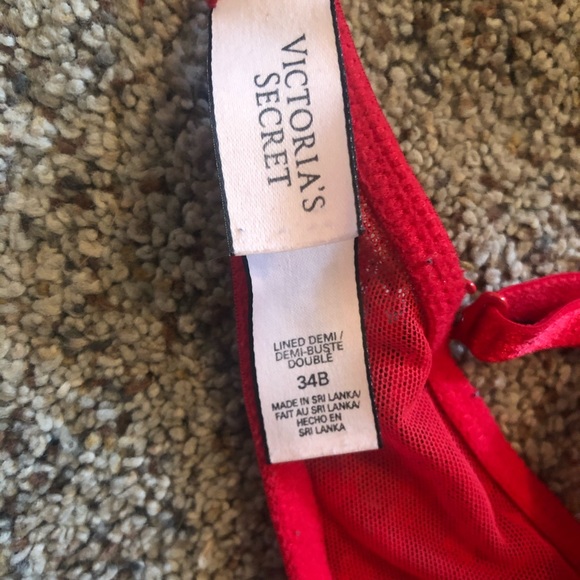 VICTORIA'S
SECRET
LINED DEMI /
DEMI-BUSTE
DOUBLÉ
34B
MADE IN SRI LANKA/
FAIT AU SRI LANKA/
HECHO EN
SRI LANKA